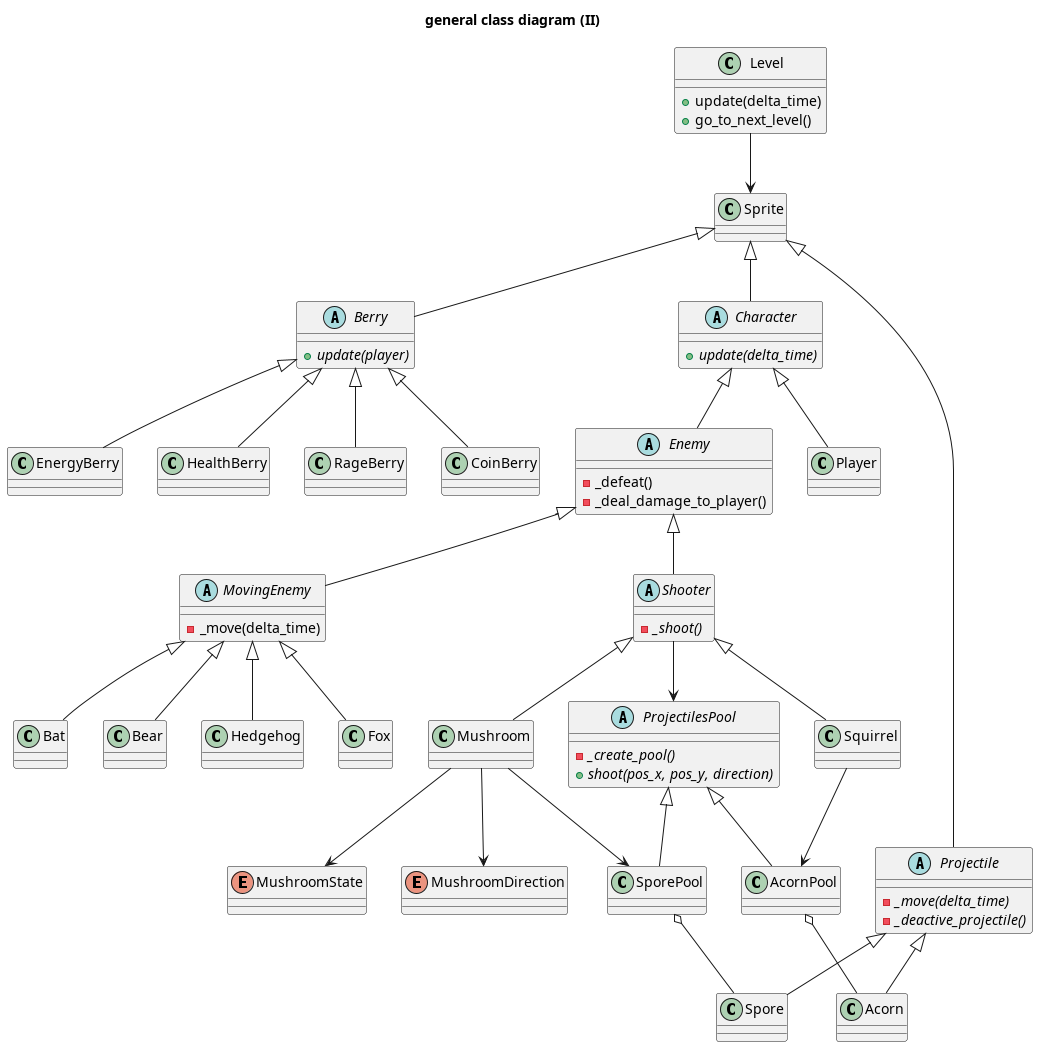 general class diagram (II)
C Level
update(delta_time)
go_to_next_level()
C Sprite
A Berry
update(player)
A Character
update(delta_time)
C EnergyBerry
C HealthBerry
C RageBerry
C CoinBerry
A Enemy
_defeat()
_deal_damage_to_player()
C Player
A MovingEnemy
_move(delta_time)
A Shooter
_shoot()
C Bat
C Bear
C Hedgehog
C Fox
C Mushroom
A ProjectilesPool
_create_pool()
shoot(pos_x, pos_y, direction)
C Squirrel
E MushroomState
E MushroomDirection
C SporePool
C AcornPool
A Projectile
_move(delta_time)
_deactive_projectile()
C Spore
C Acorn